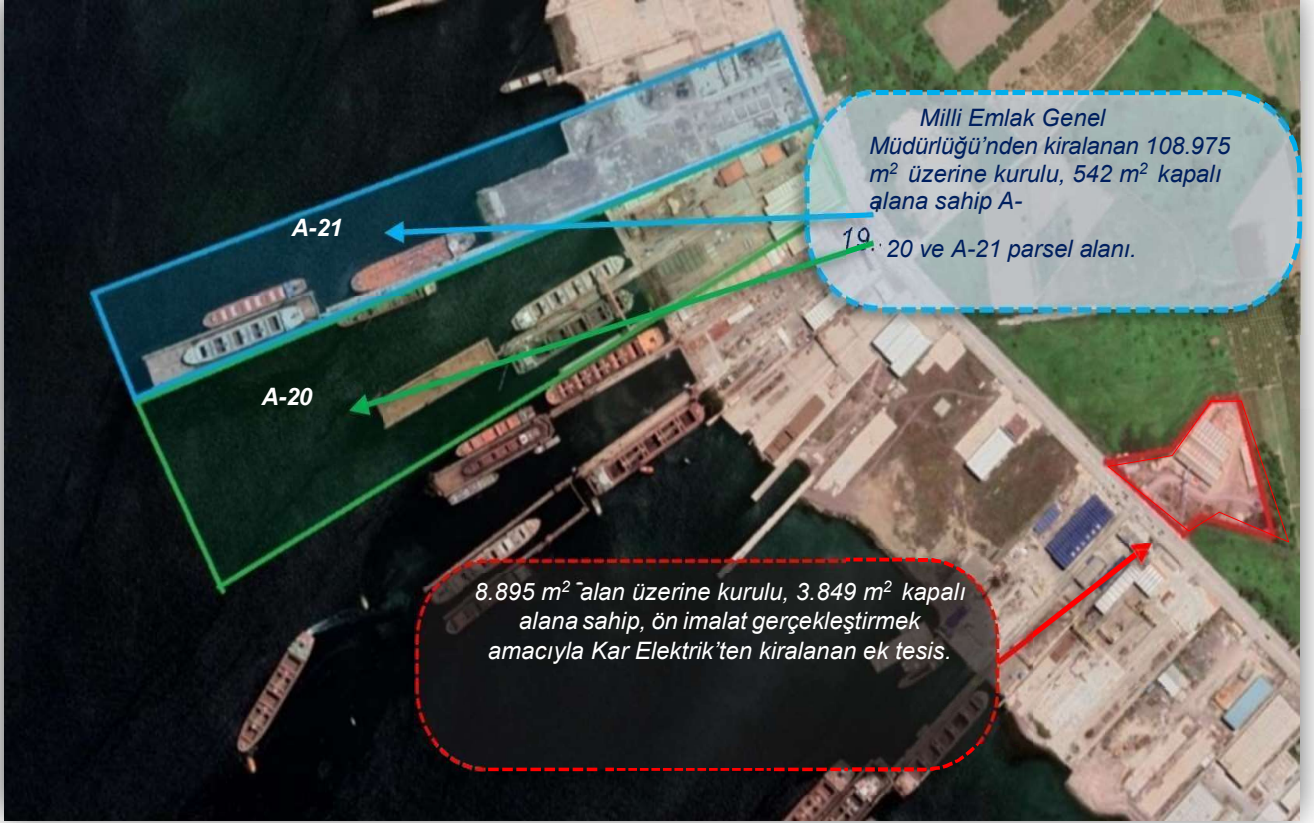 Milli Emlak Genel
Müdürlüğü’nden kiralanan 108.975
m² üzerine kurulu, 542 m² kapalı
alana sahip A-
19. 20 ve A-21 parsel alanı.
A-21
A-20
8.895 m² alan üzerine kurulu, 3.849 m² kapalı
alana sahip, ön imalat gerçekleştirmek
amacıyla Kar Elektrik’ten kiralanan ek tesis.